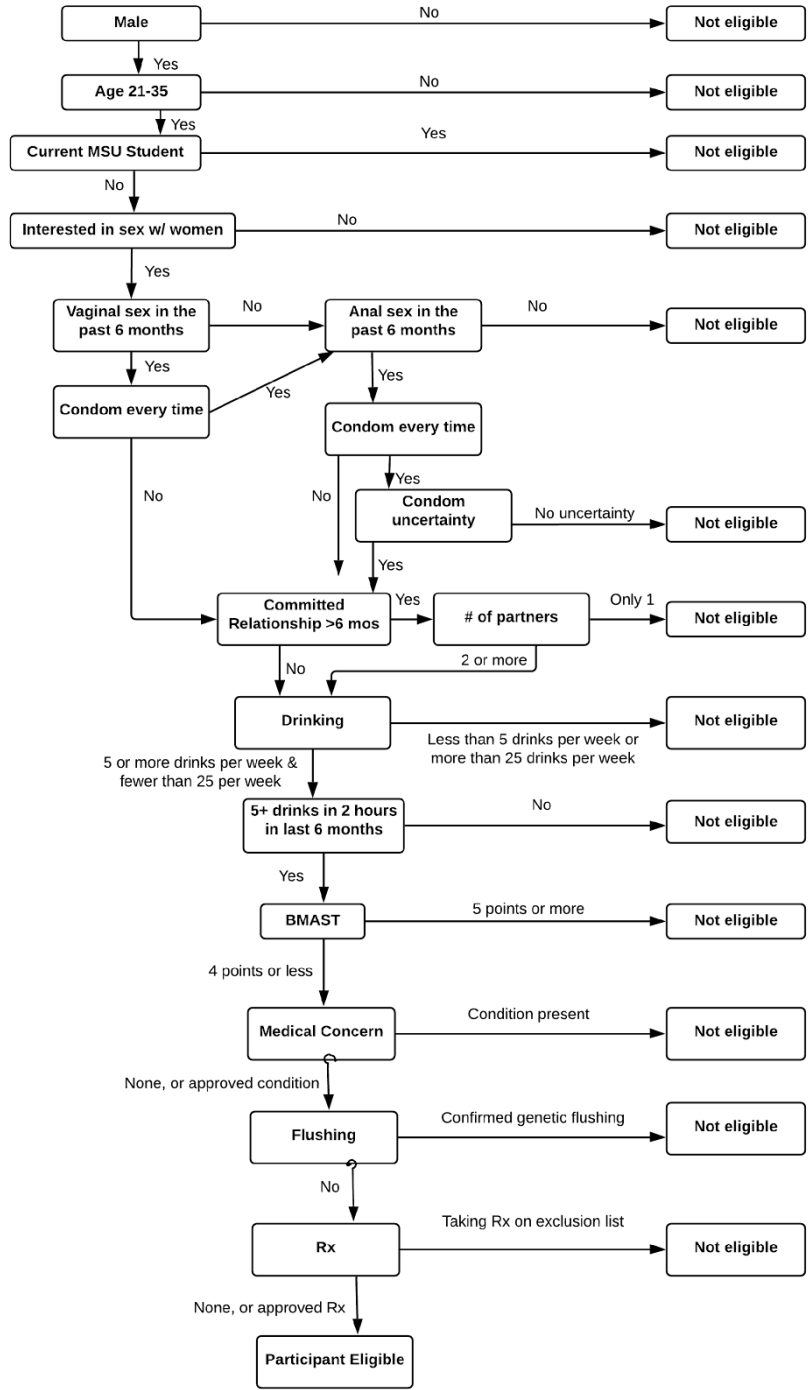 Male
No
Not eligible
Yes
Age 21-35
No
Not eligible
Yes
Current MSU Student
Yes
Not eligible
No
Interested in sex w/ women
No
Not eligible
Yes
Vaginal sex in the
past 6 months
No
Anal sex in the
past 6 months
No
Not eligible
Yes
Yes
Condom every time
Yes
Condom every time
No
No
Yes
Condom
uncertainty
No uncertainty
Not eligible
Yes
Committed
Relationship >6 mos
Yes
# of partners
Only 1
Not eligible
No
2 or more
Drinking
Less than 5 drinks per week or
more than 25 drinks per week
Not eligible
5 or more drinks per week &
fewer than 25 per week
5+ drinks in 2 hours
in last 6 months
No
Not eligible
Yes
BMAST
5 points or more
Not eligible
4 points or less
Medical Concern
Condition present
Not eligible
None, or approved condition
Flushing
Confirmed genetic flushing
Not eligible
No
Rx
Taking Rx on exclusion list
Not eligible
None, or approved Rx
Participant Eligible